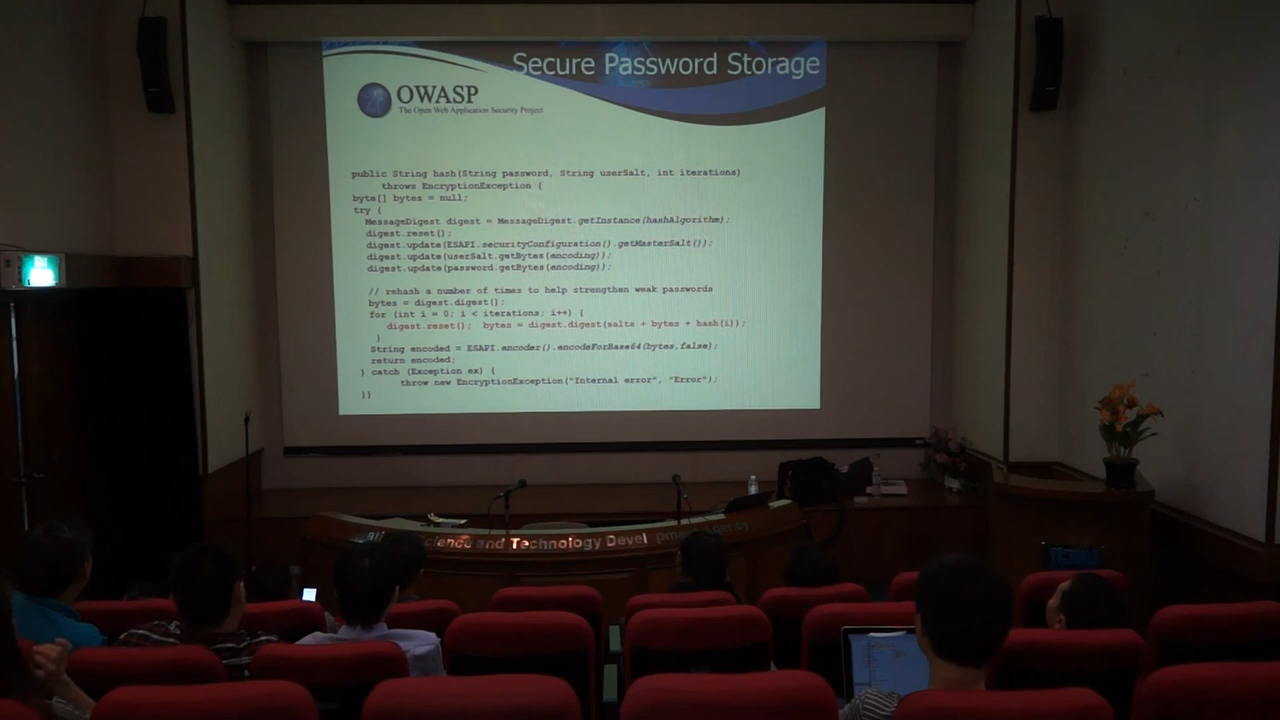 Secure Password Storage
OWASP
The Open Web Application Security Project
public String hash(String password, String userSalt, int iterations)
throws EncryptionException {
byte[] bytes = null;
try {
MessageDigest digest = MessageDigest.getInstance(hashAlgorithm);
digest.reset();
digest.update(ESAPI.securityConfiguration().getMasterSalt());
digest.update(userSalt.getBytes(encoding));
digest.update(password.getBytes(encoding));
// rehash a number of times to help strengthen weak passwords
bytes = digest.digest();
for (int i = 0; i < iterations; i++) {
digest.reset(); bytes = digest.digest(salts + bytes + hash(i));
}
String encoded = ESAPI.encoder().encodeForBase64(bytes,false);
return encoded;
} catch (Exception ex) {
throw new EncryptionException("Internal error", "Error");
}}
Science and Technology Devel pment Agency